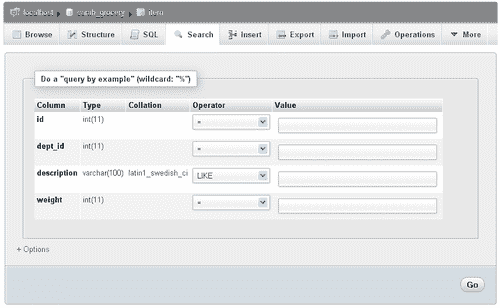 localhost item
Browse Structure SQL Search Insert Export Import Operations More
Do a "query by example" (wildcard: "%")
Column Type Collation Operator Value
id int(11) =
dept_id int(11) =
description varchar(100) latin1_swedish_ci LIKE
weight int(11) =
+ Options
Go